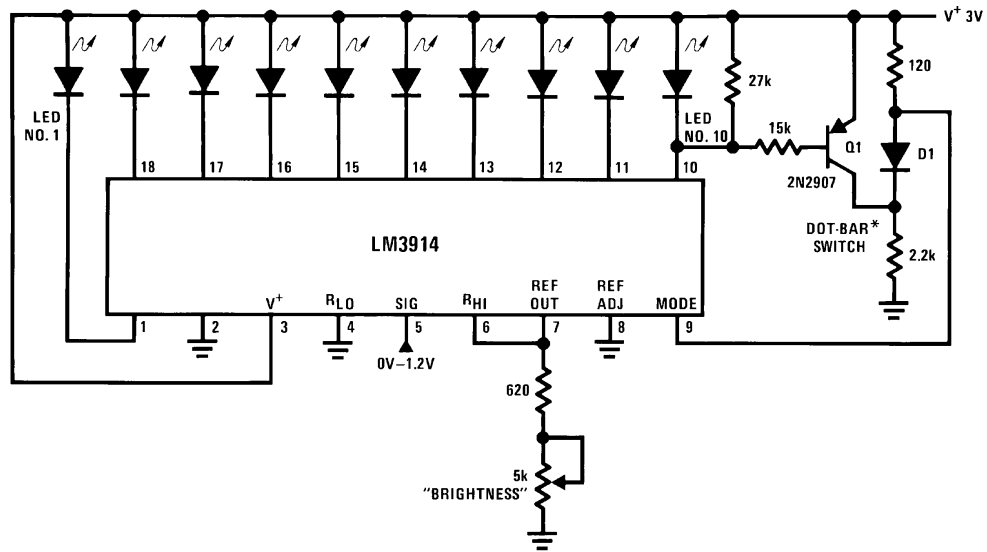 V+ 3V
LED
NO. 1
27k
120
LED
NO. 10
15k
Q1
2N2907
D1
18
17
16
15
14
13
12
11
10
DOT-BAR*
SWITCH
2.2k
LM3914
V+
RLO
SIG
RHI
REF
OUT
REF
ADJ
MODE
1
2
3
4
5
6
7
8
9
0V–1.2V
620
5k
"BRIGHTNESS"